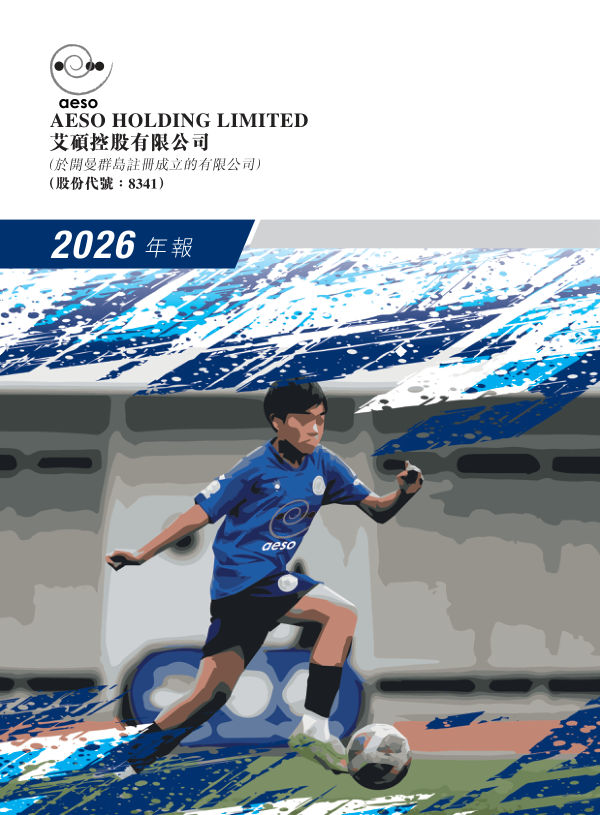 aeso
AESO HOLDING LIMITED
艾碩控股有限公司
(於開曼群島註冊成立的有限公司)
(股份代號：8341)
2026 年報
aeso